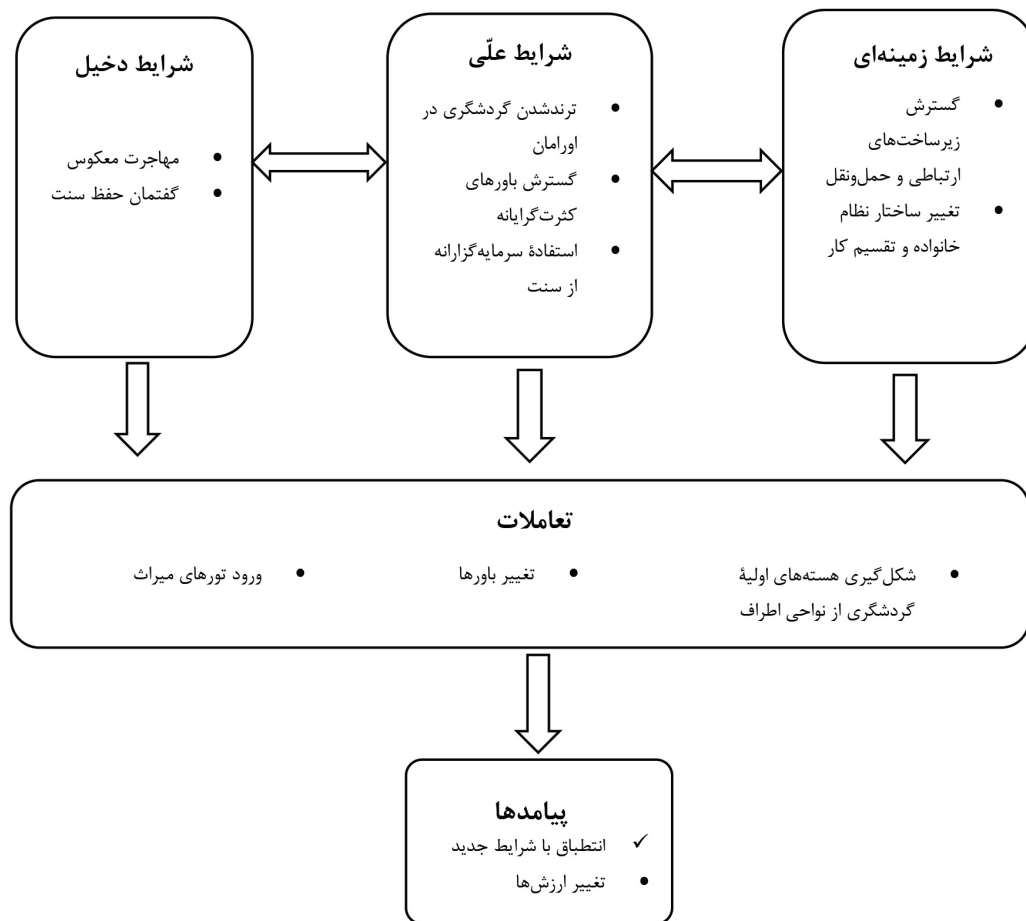 شرایط زمینه‌ای
• گسترش
زیرساخت‌های
ارتباطی و حمل‌ونقل
• تغییر ساختار نظام
خانواده و تقسیم کار
شرایط علّی
• ترندشدن گردشگری در
اورامان
• گسترش باورهای
کثرت‌گرایانه
• استفادهٔ سرمایه‌گزارانه
از سنت
شرایط دخیل
• مهاجرت معکوس
• گفتمان حفظ سنت
تعاملات
• شکل‌گیری هسته‌های اولیهٔ
گردشگری از نواحی اطراف
• تغییر باورها
• ورود تورهای میراث
پیامدها
✓ انتطباق با شرایط جدید
• تغییر ارزش‌ها